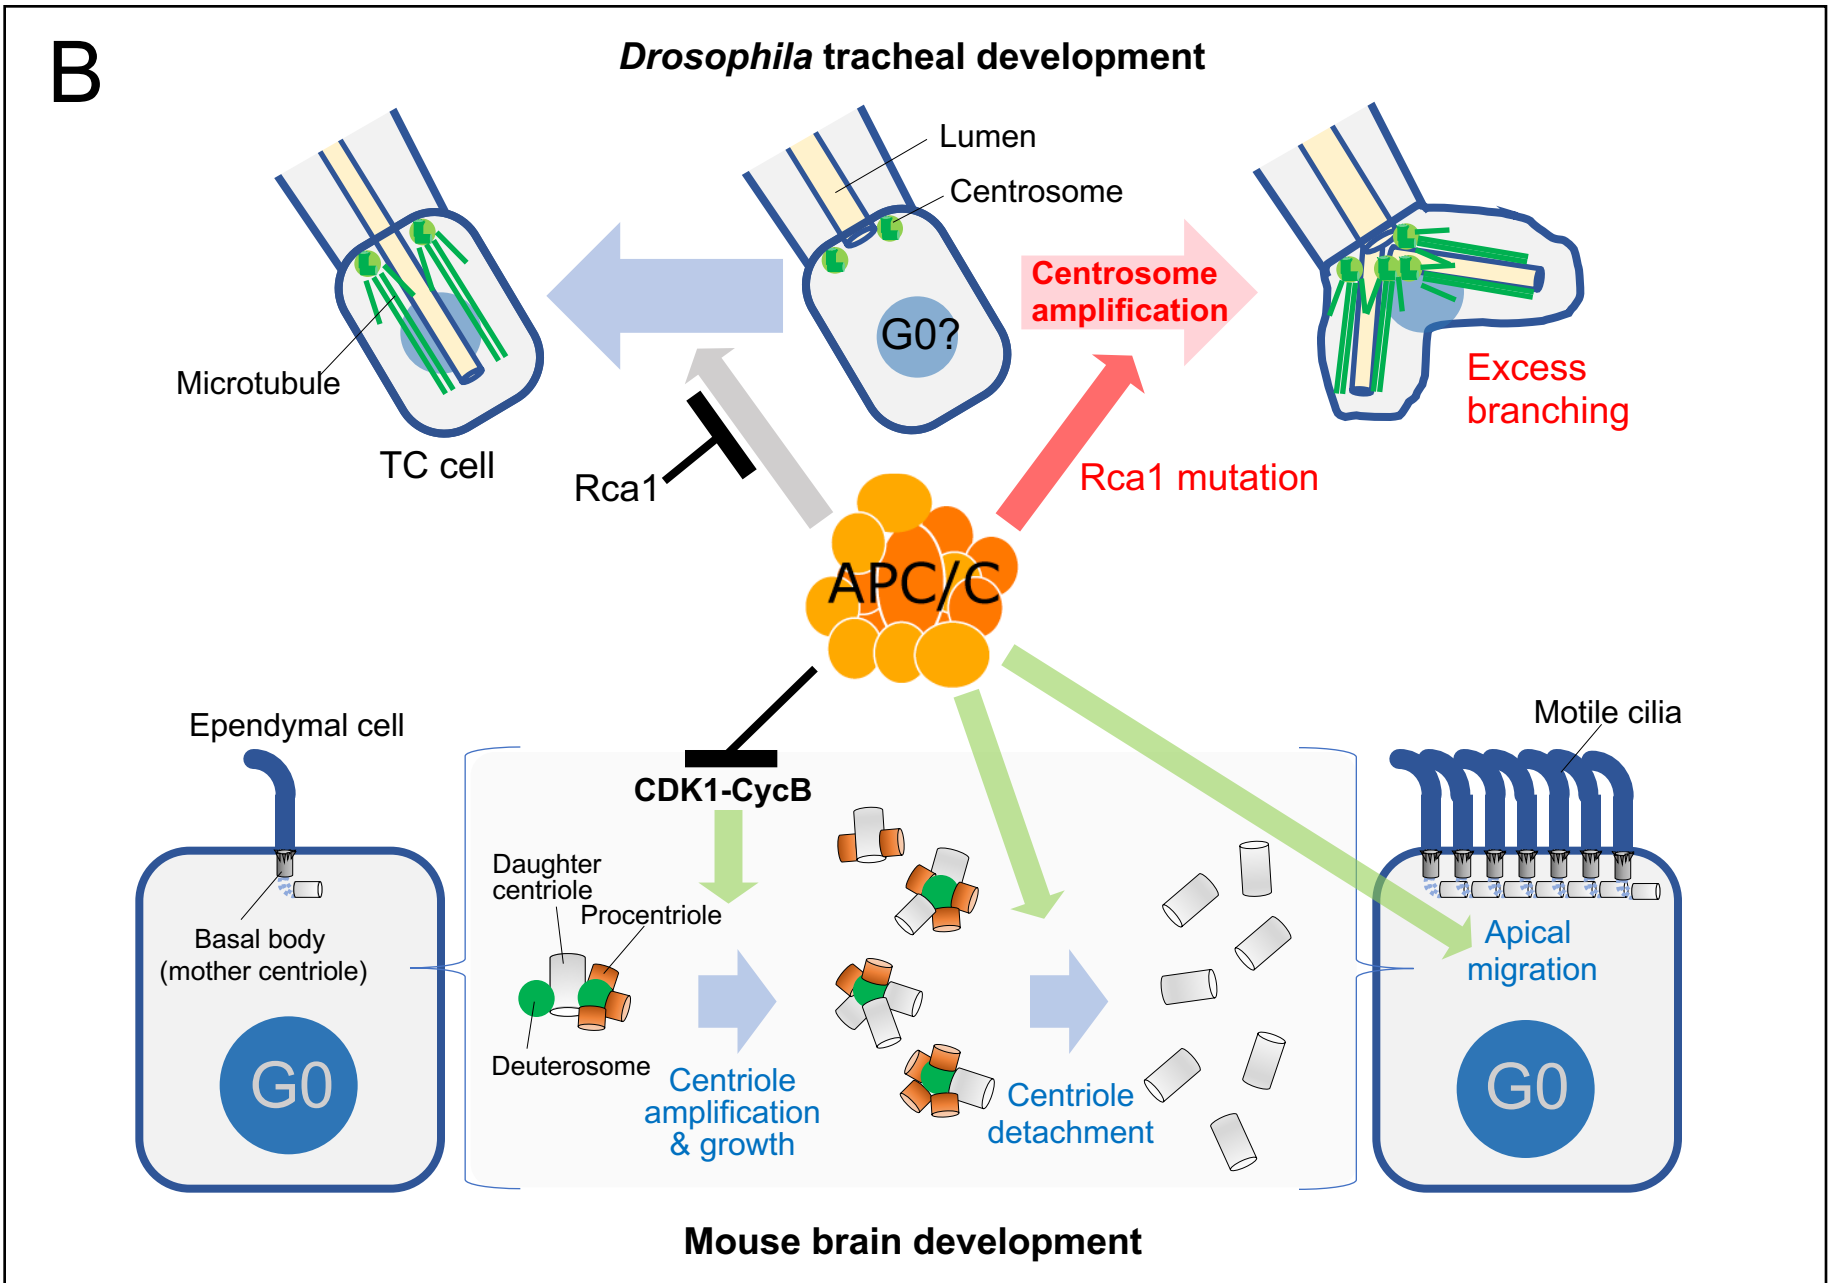 B
Drosophila tracheal development
Lumen
Centrosome
Microtubule
TC cell
G0?
Centrosome
amplification
Excess
branching
Rca1
Rca1 mutation
APC/C
Ependymal cell
Motile cilia
CDK1-CycB
Daughter
centriole
Procentriole
Basal body
(mother centriole)
Deuterosome
G0
Centriole
amplification
& growth
Centriole
detachment
Apical
migration
G0
Mouse brain development